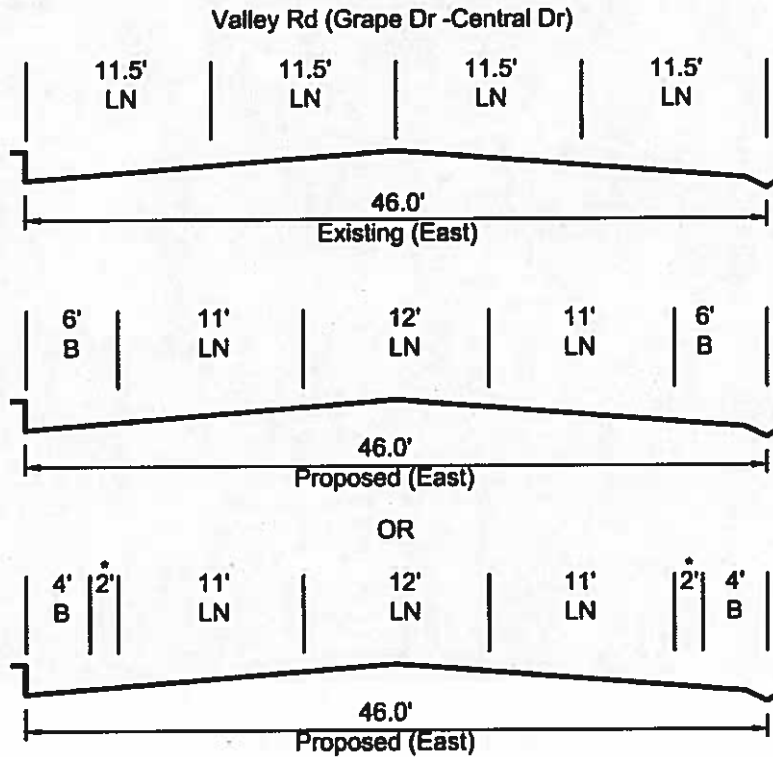 Valley Rd (Grape Dr -Central Dr)
11.5' 11.5' 11.5' 11.5'
LN LN LN LN
46.0'
Existing (East)
6' 11' 12' 11' 6'
B LN LN LN B
46.0'
Proposed (East)
OR
* *
4' 2' 11' 12' 11' 2' 4'
B LN LN LN B
46.0'
Proposed (East)